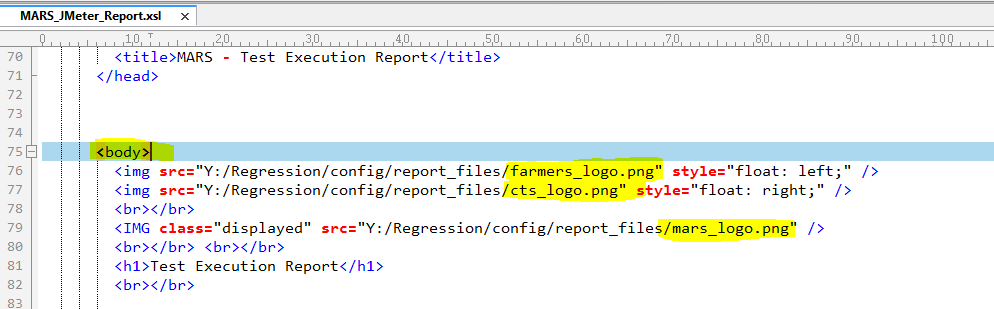 MARS_JMeter_Report.xsl ×
0 10 20 30 40 50 60 70 80 90 100
70 <title>MARS - Test Execution Report</title>
71 </head>
72
73
74
75 <body>
76 <img src="Y:/Regression/config/report_files/farmers_logo.png" style="float: left;" />
77 <img src="Y:/Regression/config/report_files/cts_logo.png" style="float: right;" />
78 <br></br>
79 <IMG class="displayed" src="Y:/Regression/config/report_files/mars_logo.png" />
80 <br></br> <br></br>
81 <h1>Test Execution Report</h1>
82 <br></br>
83